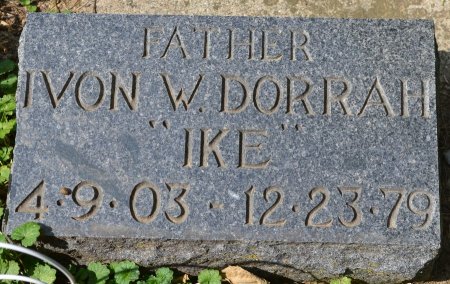 FATHER
IVON W. DORRAH
"IKE"
4·9·03 - 12·23·79